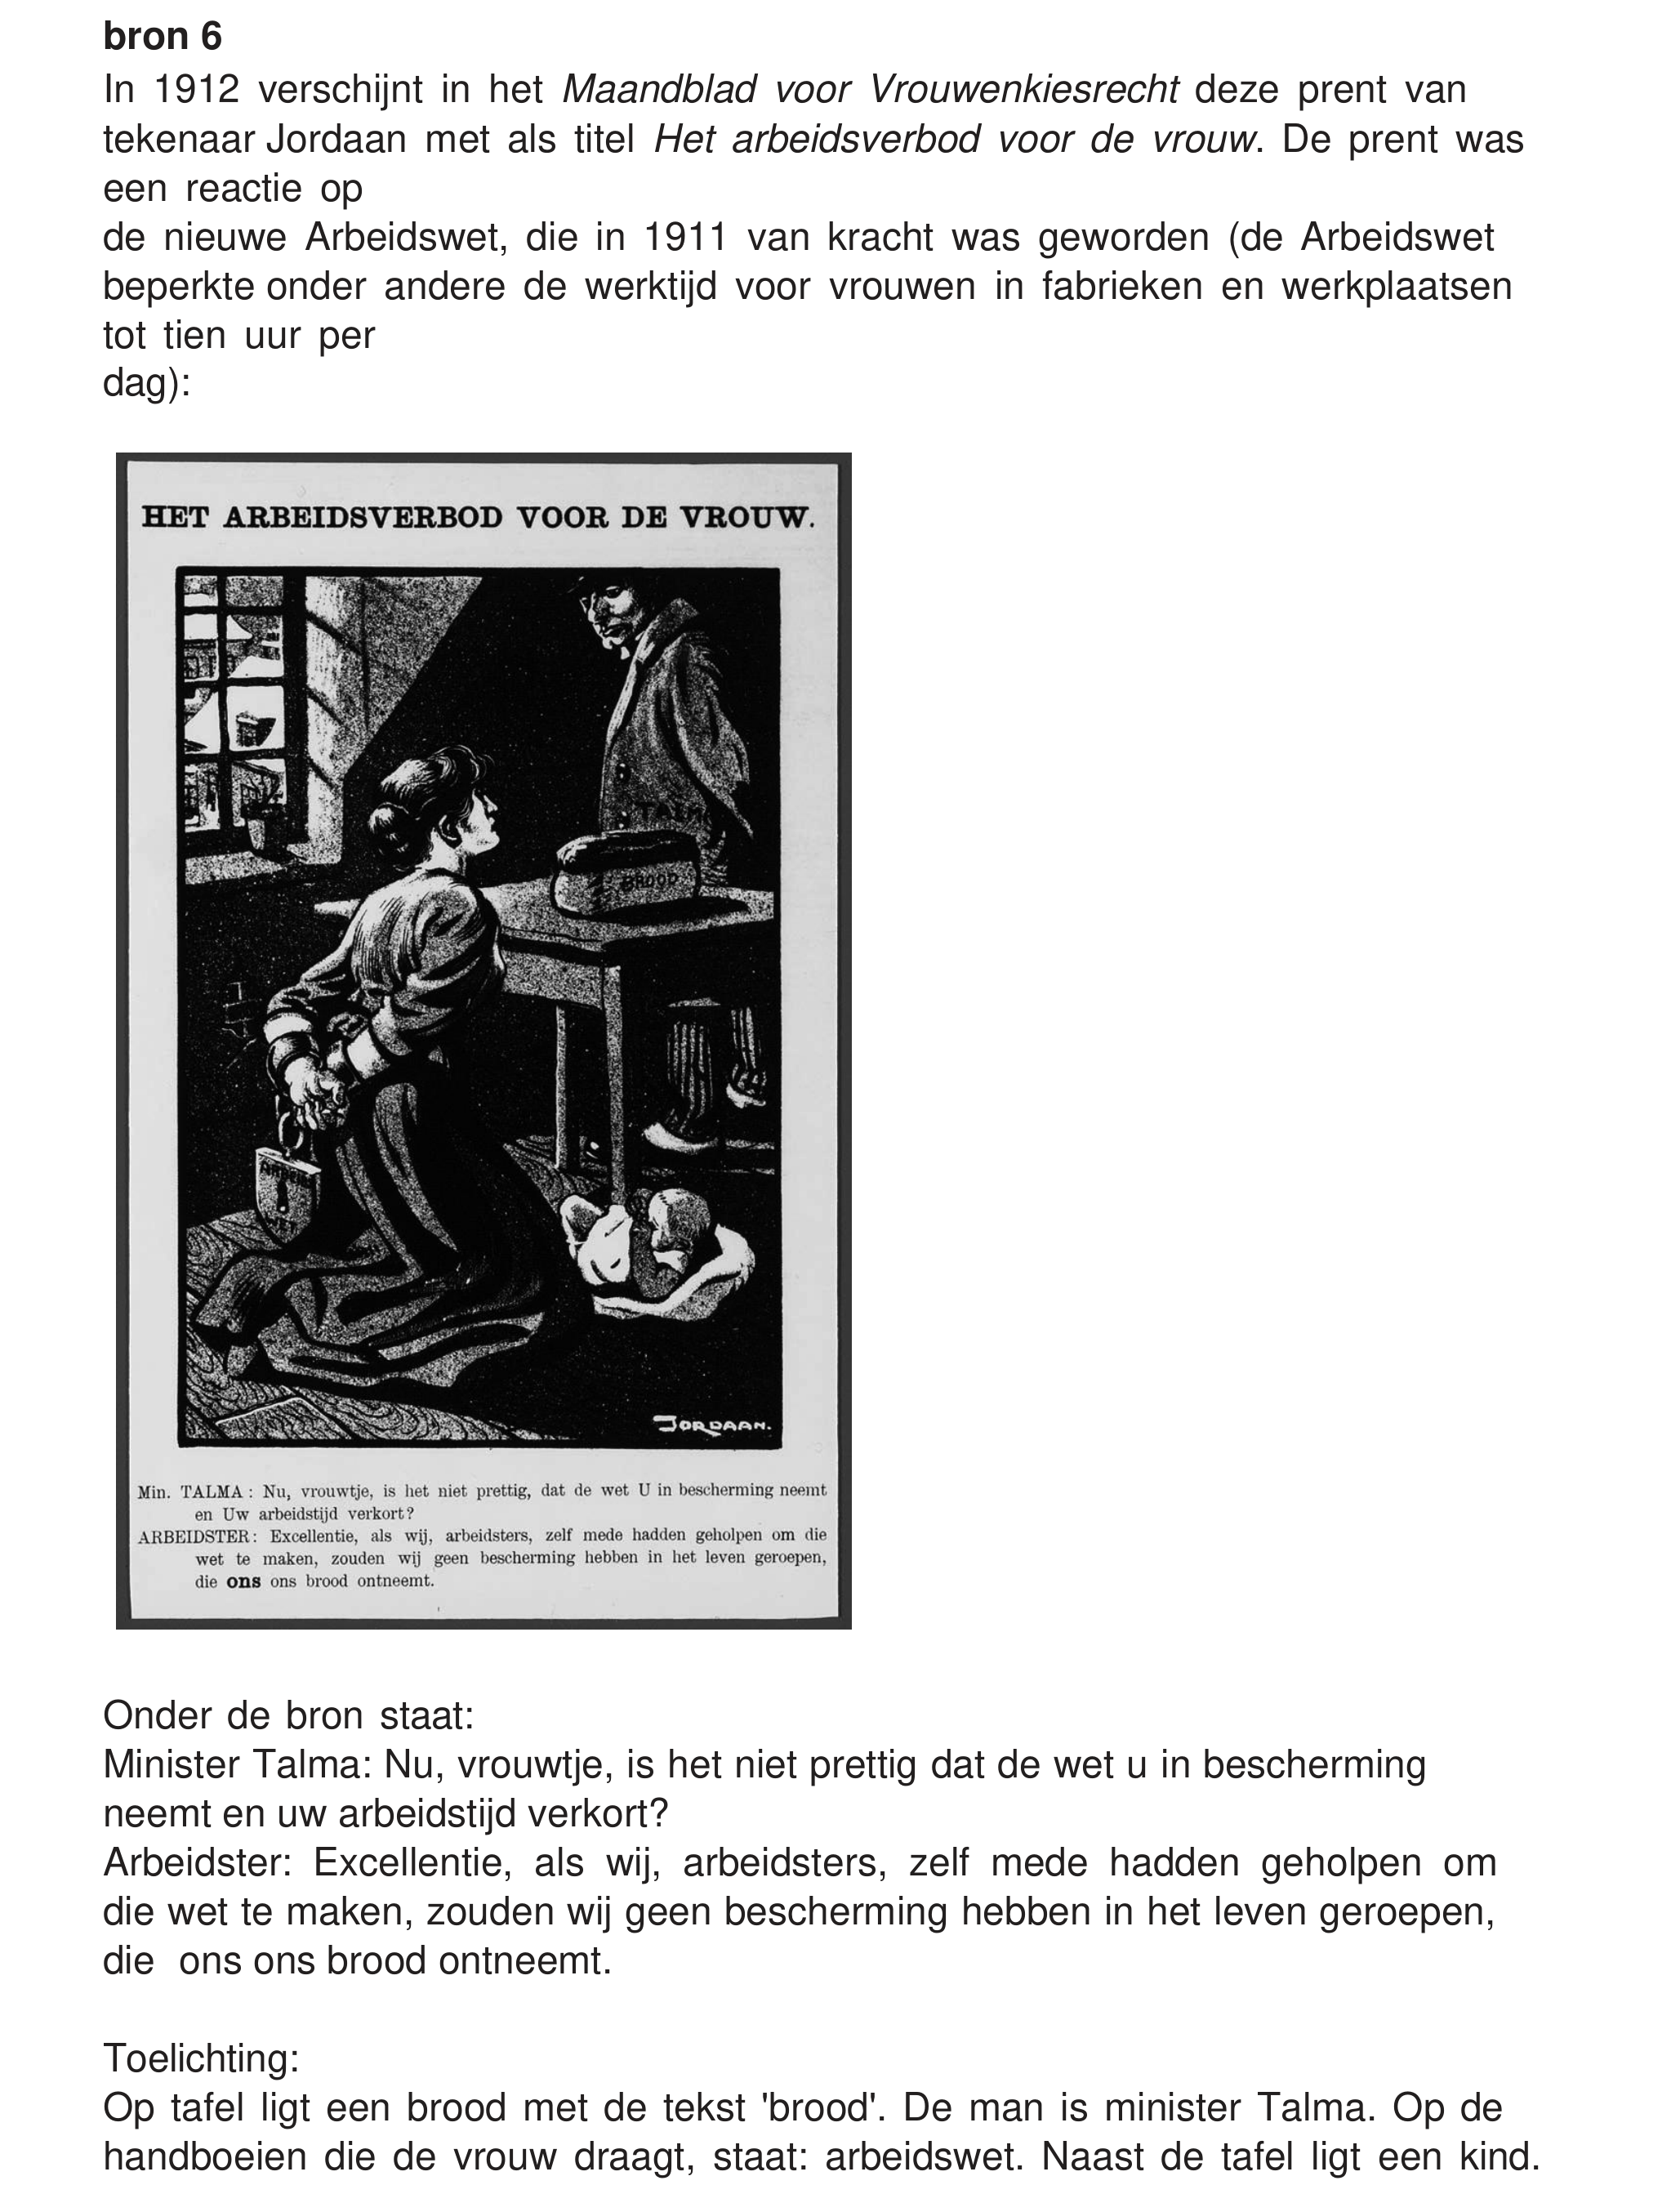 bron 6
In 1912 verschijnt in het Maandblad voor Vrouwenkiesrecht deze prent van
tekenaar Jordaan met als titel Het arbeidsverbod voor de vrouw. De prent was
een reactie op
de nieuwe Arbeidswet, die in 1911 van kracht was geworden (de Arbeidswet
beperkte onder andere de werktijd voor vrouwen in fabrieken en werkplaatsen
tot tien uur per
dag):
HET ARBEIDSVERBOD VOOR DE VROUW.
TALMA
BROOD
ARBEIDS
WET
JORDAAN.
Min. TALMA: Nu, vrouwtje, is het niet prettig, dat de wet U in bescherming neemt
en Uw arbeidstijd verkort?
ARBEIDSTER: Excellentie, als wij, arbeidsters, zelf mede hadden geholpen om die
wet te maken, zouden wij geen bescherming hebben in het leven geroepen,
die ons ons brood ontneemt.
Onder de bron staat:
Minister Talma: Nu, vrouwtje, is het niet prettig dat de wet u in bescherming
neemt en uw arbeidstijd verkort?
Arbeidster: Excellentie, als wij, arbeidsters, zelf mede hadden geholpen om
die wet te maken, zouden wij geen bescherming hebben in het leven geroepen,
die ons ons brood ontneemt.
Toelichting:
Op tafel ligt een brood met de tekst 'brood'. De man is minister Talma. Op de
handboeien die de vrouw draagt, staat: arbeidswet. Naast de tafel ligt een kind.